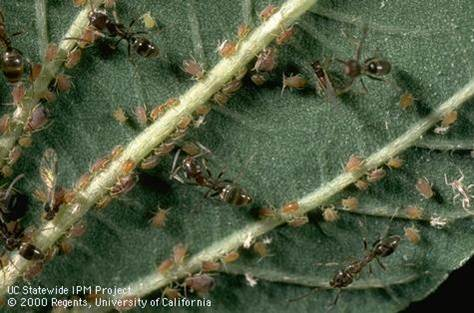 UC Statewide IPM Project
© 2000 Regents, University of California